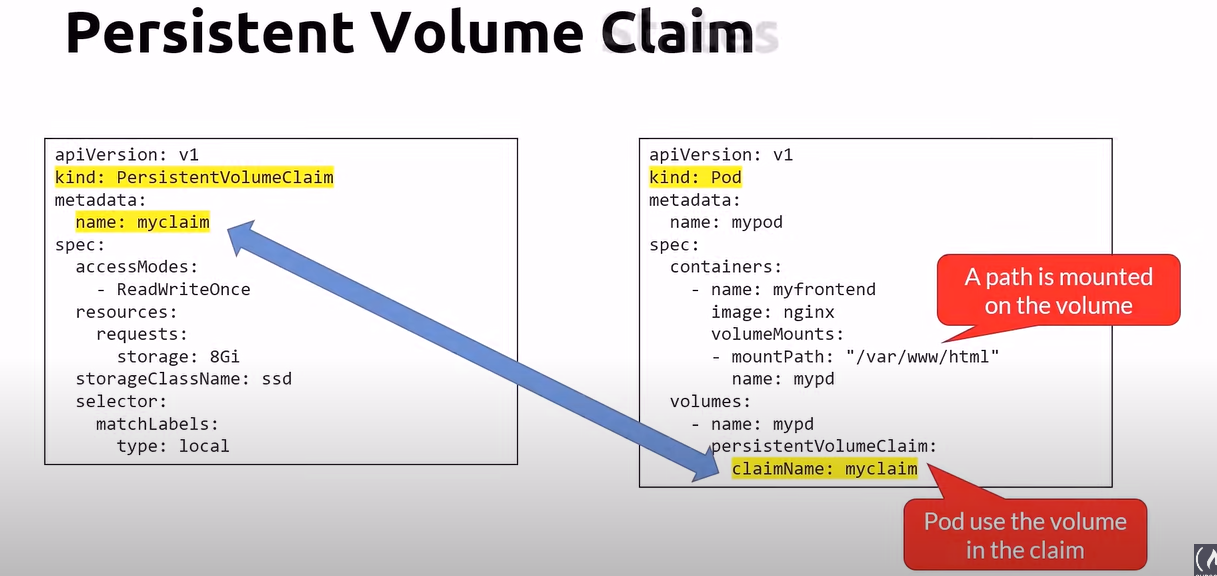 Persistent Volume Claim
apiVersion: v1
kind: PersistentVolumeClaim
metadata:
  name: myclaim
spec:
  accessModes:
    - ReadWriteOnce
  resources:
    requests:
      storage: 8Gi
  storageClassName: ssd
  selector:
    matchLabels:
      type: local
apiVersion: v1
kind: Pod
metadata:
  name: mypod
spec:
  containers:
    - name: myfrontend
      image: nginx
      volumeMounts:
      - mountPath: "/var/www/html"
        name: mypd
  volumes:
    - name: mypd
      persistentVolumeClaim:
        claimName: myclaim
A path is mounted
on the volume
Pod use the volume
in the claim